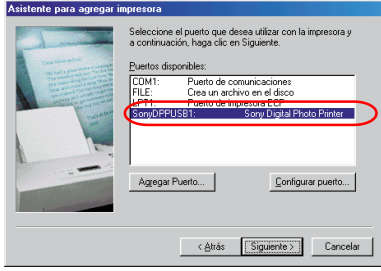 Asistente para agregar impresora
Seleccione el puerto que desea utilizar con la impresora y
a continuación, haga clic en Siguiente.
Puertos disponibles:
COM1: Puerto de comunicaciones
FILE: Crea un archivo en el disco
LPT1: Puerto de impresora ECP
SonyDPPUSB1: Sony Digital Photo Printer
Agregar Puerto...
Configurar puerto...
< Atrás
Siguiente >
Cancelar